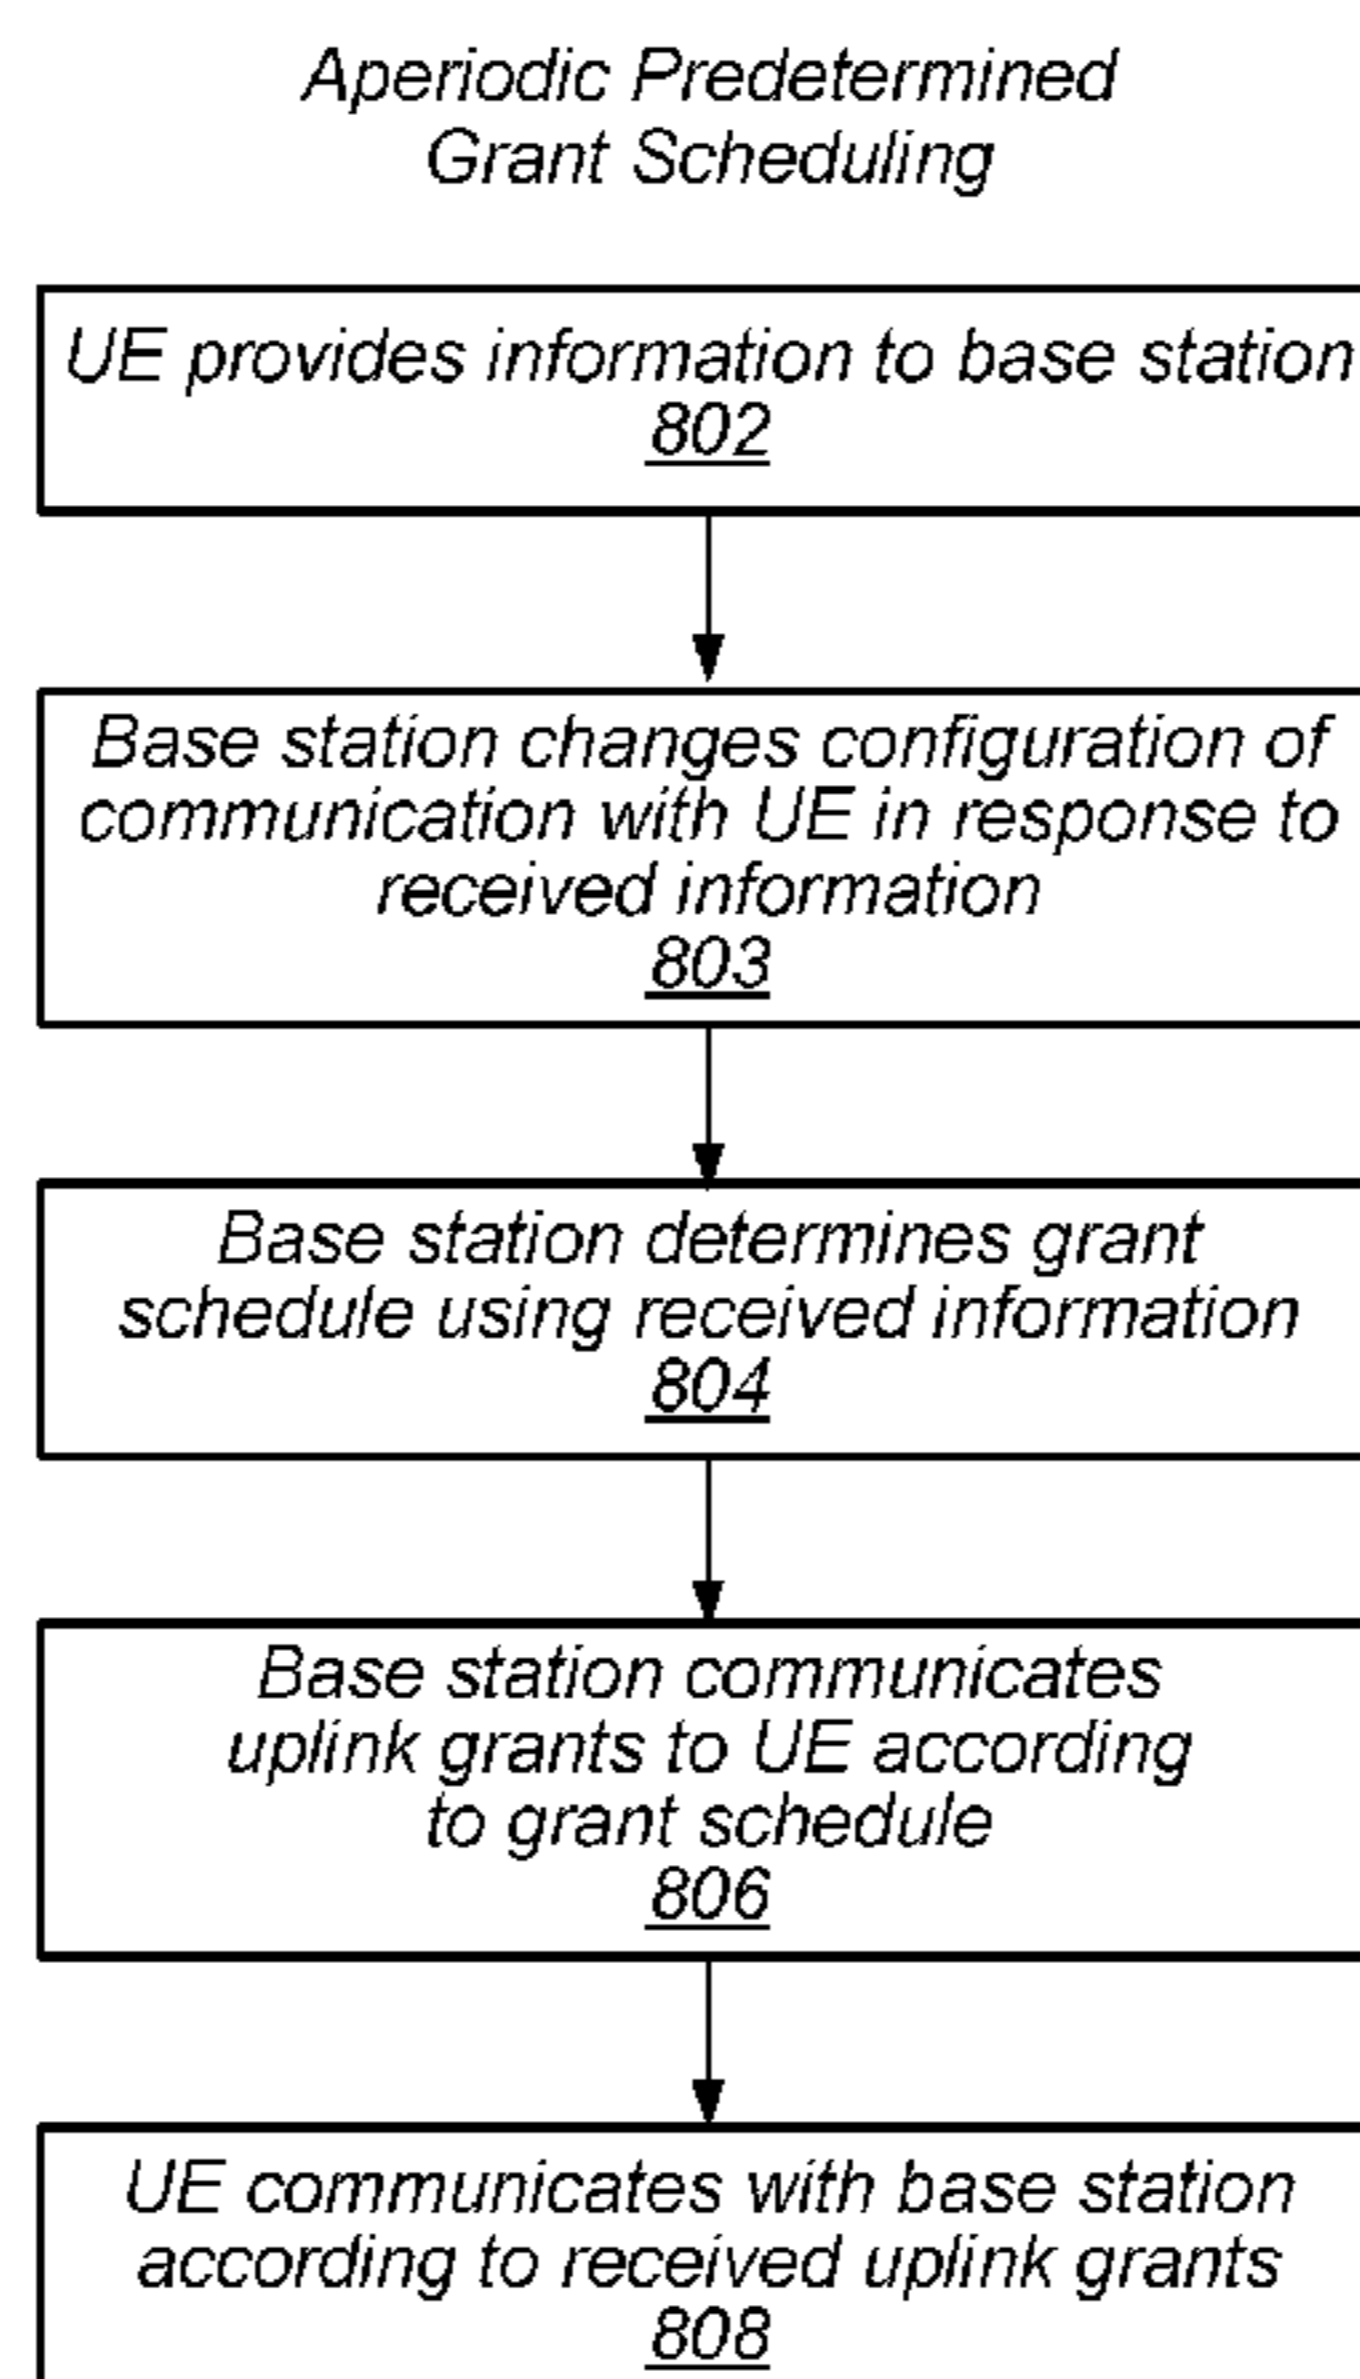 Aperiodic Predetermined
Grant Scheduling
UE provides information to base station
802
Base station changes configuration of
communication with UE in response to
received information
803
Base station determines grant
schedule using received information
804
Base station communicates
uplink grants to UE according
to grant schedule
806
UE communicates with base station
according to received uplink grants
808